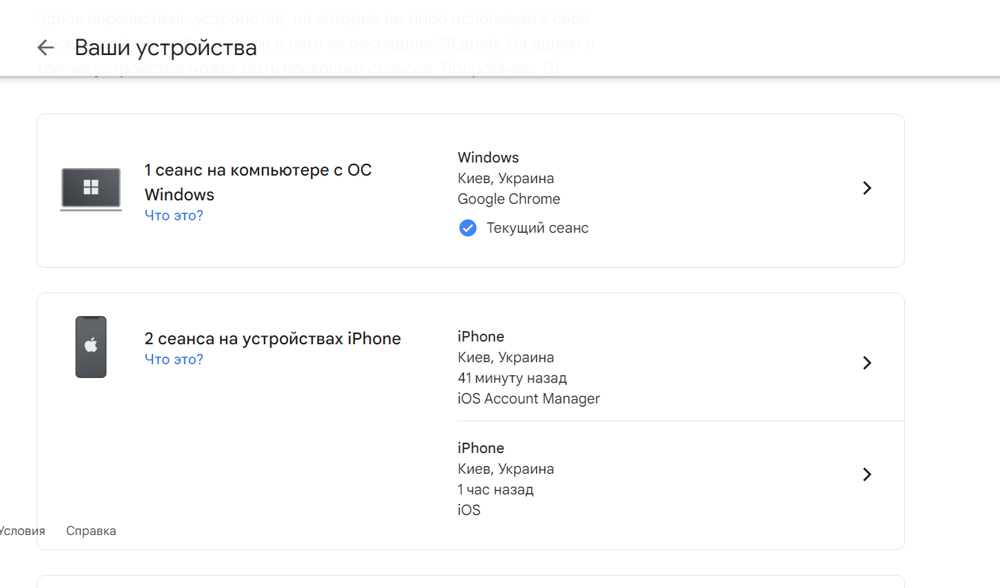 Здесь перечислены устройства, на которых вы либо используете свой
в него за последние 28 дней. На одном и
Ваши устройства
том же устройстве может быть несколько сеансов. Подробнее...
1 сеанс на компьютере с ОС
Windows
Что это?
Windows
Киев, Украина
Google Chrome
Текущий сеанс
2 сеанса на устройствах iPhone
Что это?
iPhone
Киев, Украина
41 минуту назад
iOS Account Manager
iPhone
Киев, Украина
1 час назад
iOS
Условия
Справка